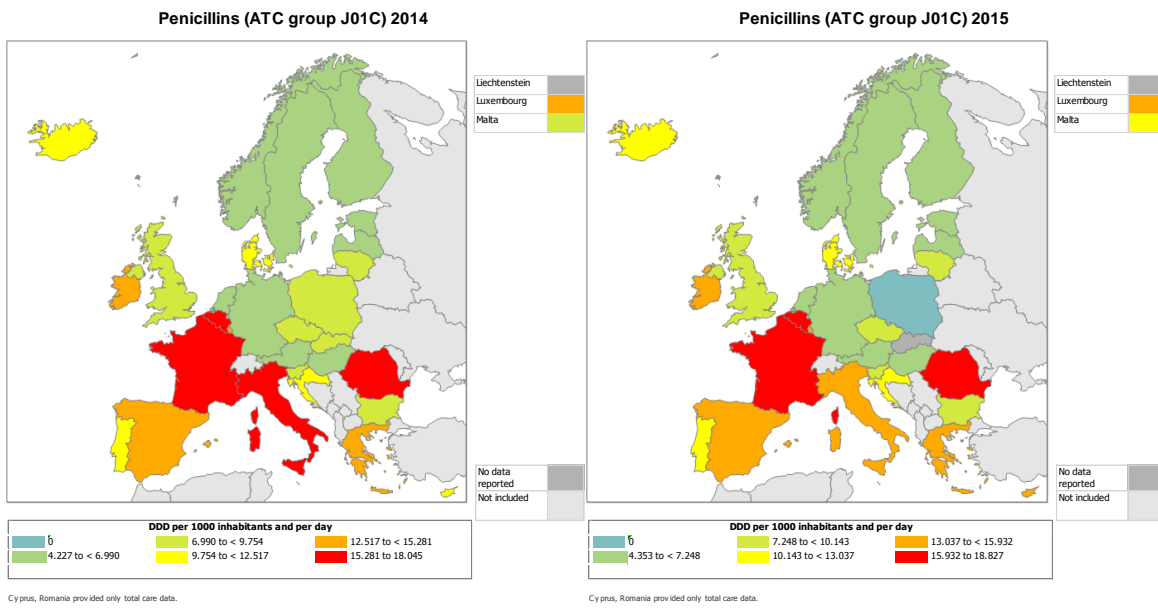 Penicillins (ATC group J01C) 2014
Liechtenstein
Luxembourg
Malta
No data
reported
Not included
DDD per 1000 inhabitants and per day
0
6.990 to < 9.754
12.517 to < 15.281
4.227 to < 6.990
9.754 to < 12.517
15.281 to 18.045
Cyprus, Romania provided only total care data.
Penicillins (ATC group J01C) 2015
Liechtenstein
Luxembourg
Malta
No data
reported
Not included
DDD per 1000 inhabitants and per day
0
7.248 to < 10.143
13.037 to < 15.932
4.353 to < 7.248
10.143 to < 13.037
15.932 to 18.827
Cyprus, Romania provided only total care data.